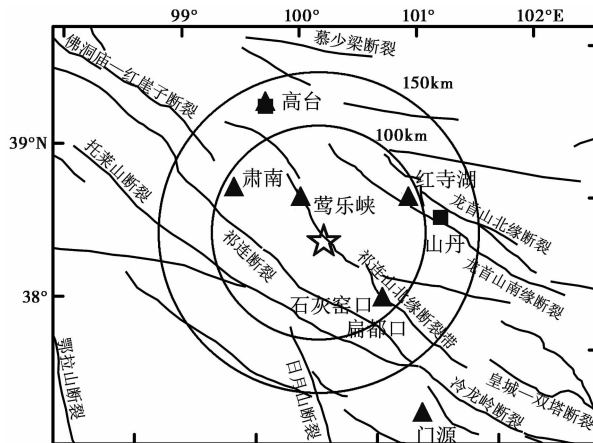 99°
100°
101°
102°E
慕少梁断裂
佛洞庙—红崖子断裂
150km
高台
100km
39°N
托莱山断裂
肃南
红寺湖
莺乐峡
龙首山北缘断裂
山丹
祁连断裂
祁连山北缘断裂带
龙首山南缘断裂
38°
石灰窑口
扁都口
鄂拉山断裂
日月山断裂
冷龙岭断裂
皇城—双塔断裂
门源